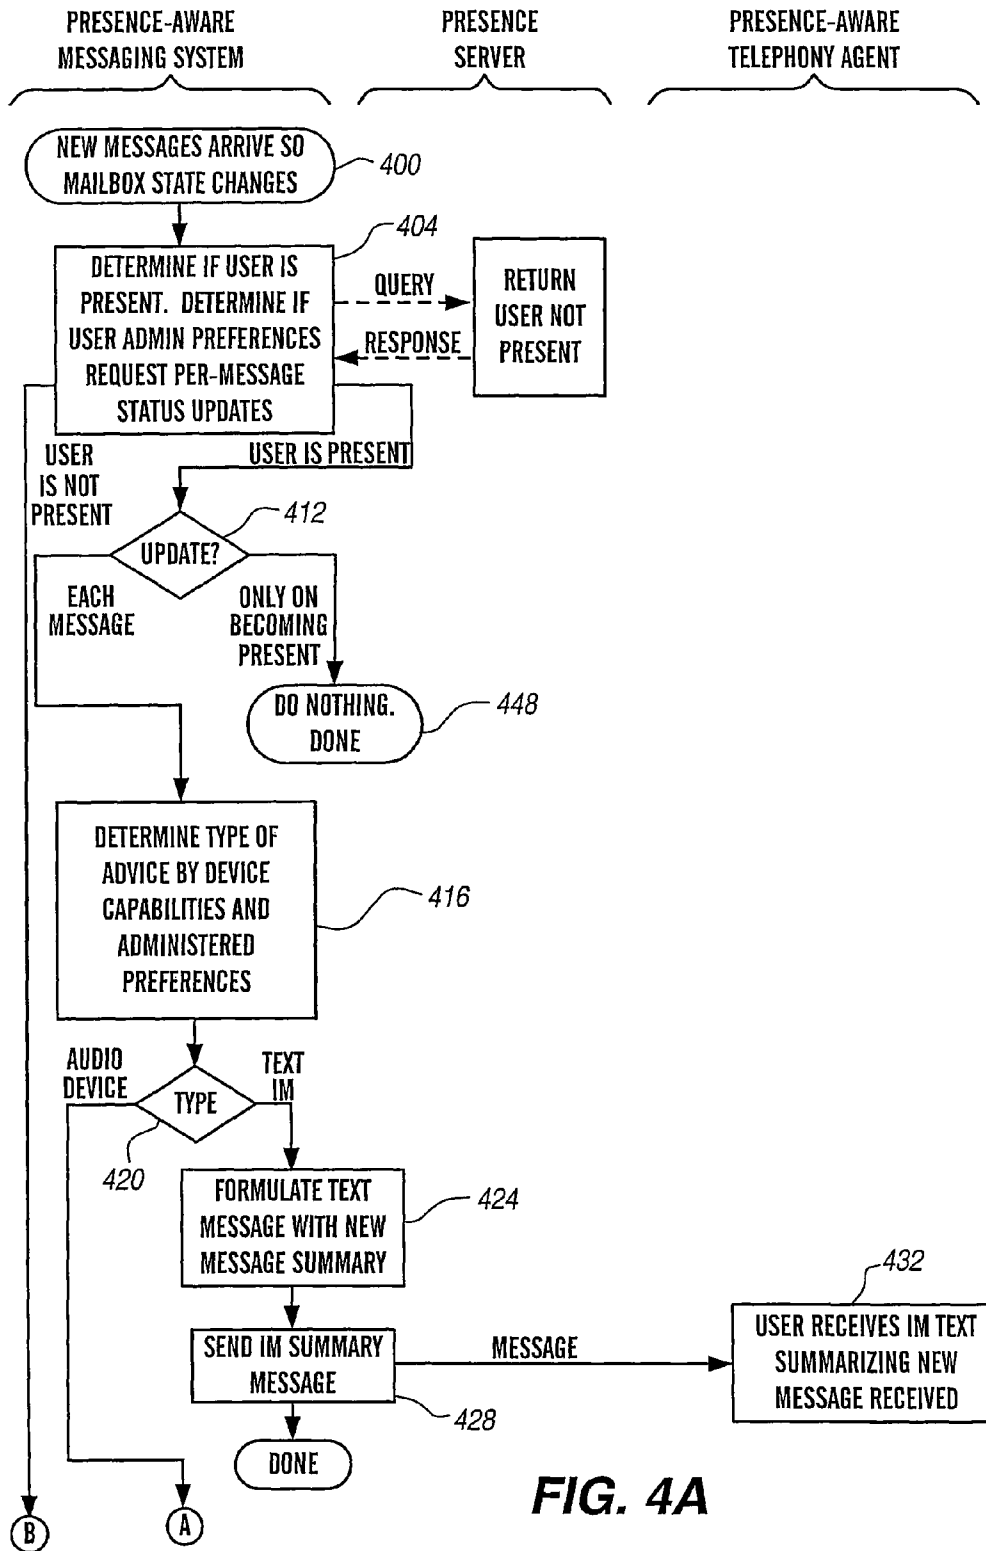 PRESENCE-AWARE
MESSAGING SYSTEM
PRESENCE
SERVER
PRESENCE-AWARE
TELEPHONY AGENT
NEW MESSAGES ARRIVE SO
MAILBOX STATE CHANGES
400
404
DETERMINE IF USER IS
PRESENT. DETERMINE IF
USER ADMIN PREFERENCES
REQUEST PER-MESSAGE
STATUS UPDATES
QUERY
RESPONSE
RETURN
USER NOT
PRESENT
USER
IS NOT
PRESENT
USER IS PRESENT
412
UPDATE?
EACH
MESSAGE
ONLY ON
BECOMING
PRESENT
DO NOTHING.
DONE
448
DETERMINE TYPE OF
ADVICE BY DEVICE
CAPABILITIES AND
ADMINISTERED
PREFERENCES
416
AUDIO
DEVICE
TEXT
IM
TYPE
420
FORMULATE TEXT
MESSAGE WITH NEW
MESSAGE SUMMARY
424
SEND IM SUMMARY
MESSAGE
428
MESSAGE
432
USER RECEIVES IM TEXT
SUMMARIZING NEW
MESSAGE RECEIVED
DONE
B
A
FIG. 4A